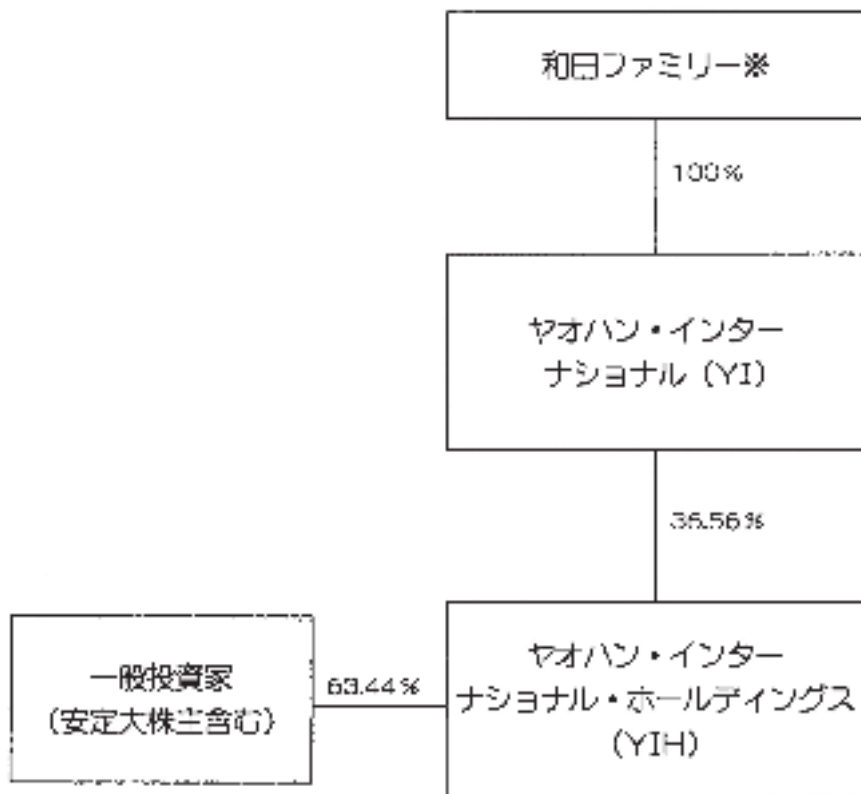 和田ファミリー※
100%
ヤオハン・インター
ナショナル（YI）
36.56%
ヤオハン・インター
ナショナル・ホールディングス
（YIH）
63.44%
一般投資家
（安定大株主含む）